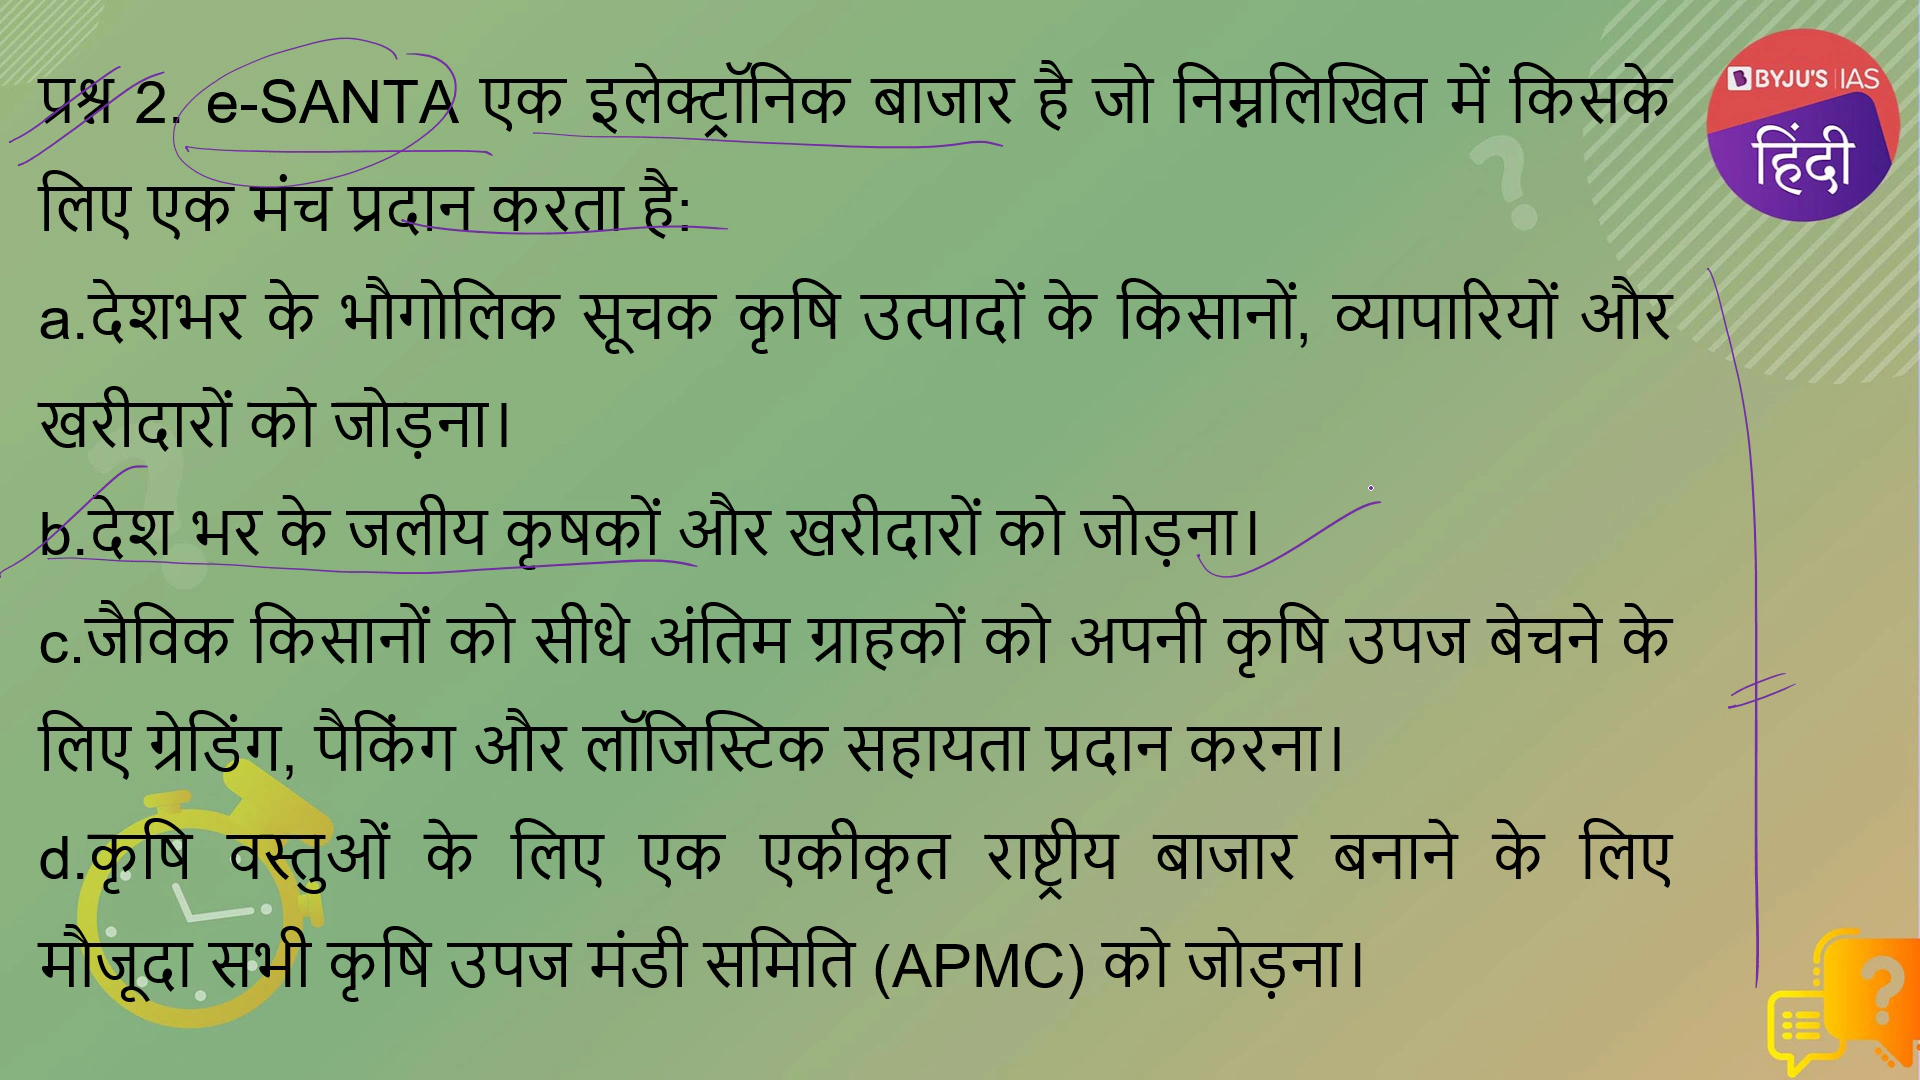 प्रश्न 2. e-SANTA एक इलेक्ट्रॉनिक बाजार है जो निम्नलिखित में किसके
लिए एक मंच प्रदान करता है:
a.देशभर के भौगोलिक सूचक कृषि उत्पादों के किसानों, व्यापारियों और
खरीदारों को जोड़ना।
b.देश भर के जलीय कृषकों और खरीदारों को जोड़ना।
c.जैविक किसानों को सीधे अंतिम ग्राहकों को अपनी कृषि उपज बेचने के
लिए ग्रेडिंग, पैकिंग और लॉजिस्टिक सहायता प्रदान करना।
d.कृषि वस्तुओं के लिए एक एकीकृत राष्ट्रीय बाजार बनाने के लिए
मौजूदा सभी कृषि उपज मंडी समिति (APMC) को जोड़ना।
BYJU'S IAS
हिंदी